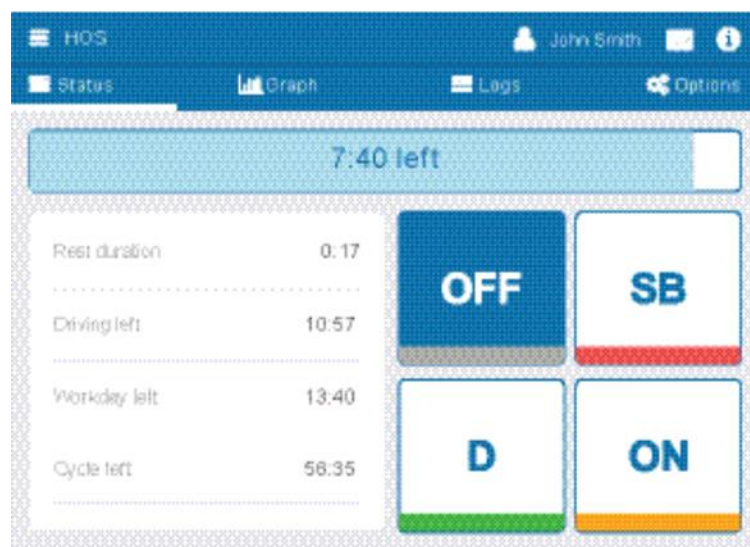 HOS John Smith
Status Graph Logs Options
7:40 left
Rest duration 0:17
Driving left 10:57
Workday left 13:40
Cycle left 56:35
OFF SB
D ON